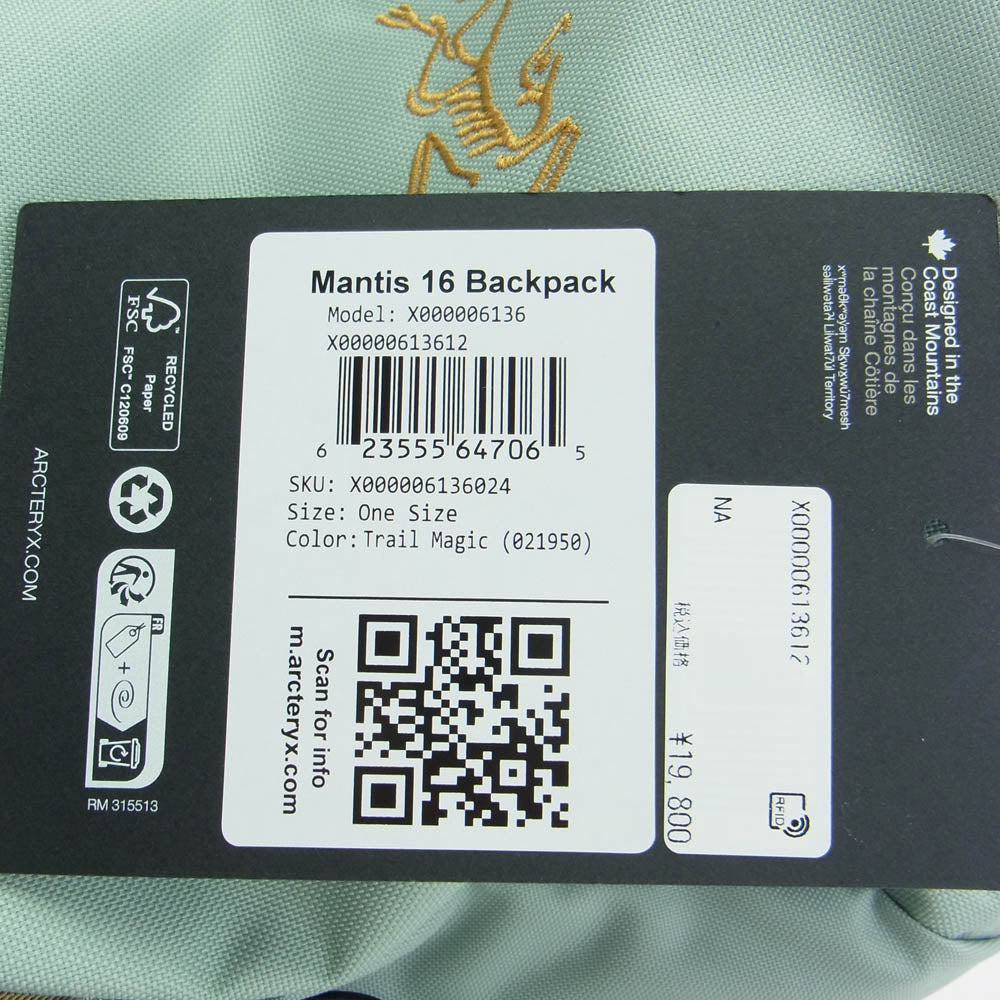 Mantis 16 Backpack
Model: X000006136
X00000613612
6 23555 64706 5
SKU: X000006136024
Size: One Size
Color: Trail Magic (021950)
Scan for info
m.arcteryx.com
FSC
RECYCLED
Paper
FSC™ C120609
ARCTERYX.COM
FR
+
RM 315513
Designed in the
Coast Mountains
Conçu dans les
montagnes de
la chaîne Côtière
Territory
X00000613612
NA
税込価格
¥19,800
RFID